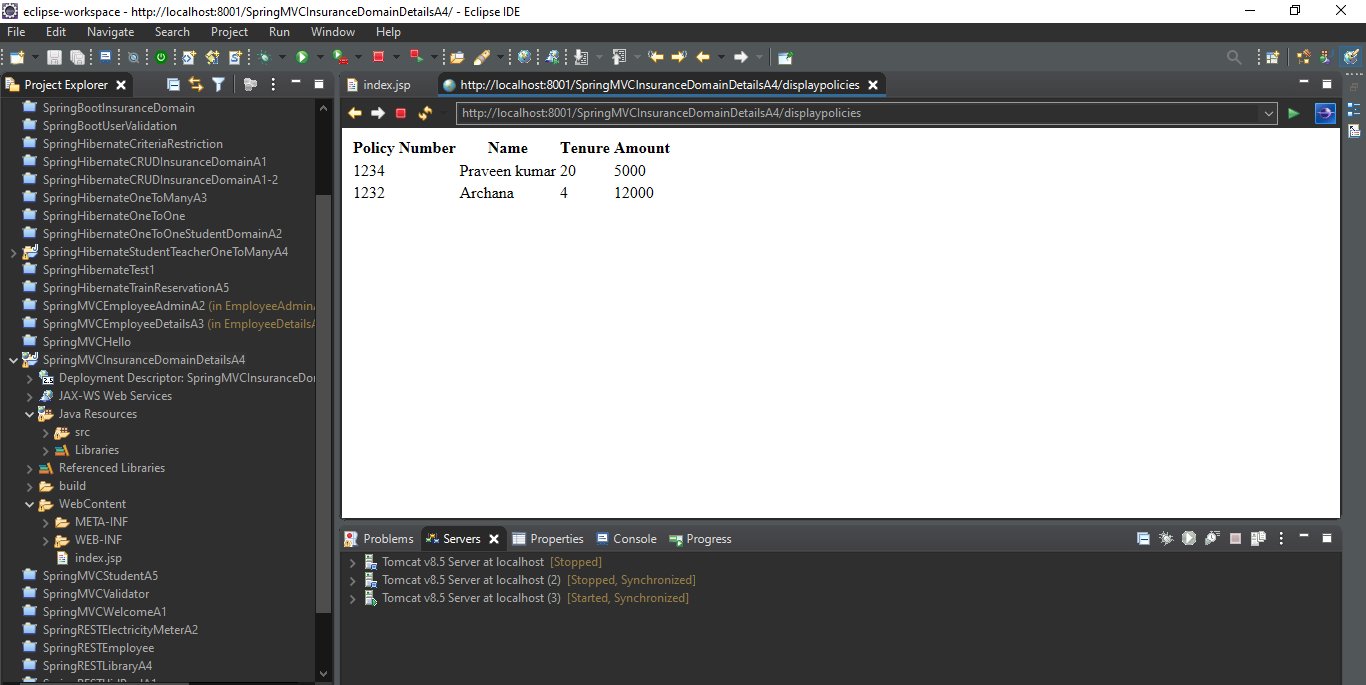 eclipse-workspace - http://localhost:8001/SpringMVCInsuranceDomainDetailsA4/ - Eclipse IDE
File Edit Navigate Search Project Run Window Help
Project Explorer
SpringBootInsuranceDomain
SpringBootUserValidation
SpringHibernateCriteriaRestriction
SpringHibernateCRUDInsuranceDomainA1
SpringHibernateCRUDInsuranceDomainA1-2
SpringHibernateOneToManyA3
SpringHibernateOneToOne
SpringHibernateOneToOneStudentDomainA2
SpringHibernateStudentTeacherOneToManyA4
SpringHibernateTest1
SpringHibernateTrainReservationA5
SpringMVCEmployeeAdminA2 (in EmployeeAdmin
SpringMVCEmployeeDetailsA3 (in EmployeeDetails
SpringMVCHello
SpringMVCInsuranceDomainDetailsA4
Deployment Descriptor: SpringMVCInsuranceDo
JAX-WS Web Services
Java Resources
src
Libraries
Referenced Libraries
build
WebContent
META-INF
WEB-INF
index.jsp
SpringMVCStudentA5
SpringMVCValidator
SpringMVCWelcomeA1
SpringRESTElectricityMeterA2
SpringRESTEmployee
SpringRESTLibraryA4
index.jsp
http://localhost:8001/SpringMVCInsuranceDomainDetailsA4/displaypolicies
http://localhost:8001/SpringMVCInsuranceDomainDetailsA4/displaypolicies
Policy Number Name Tenure Amount
1234 Praveen kumar 20 5000
1232 Archana 4 12000
Problems Servers Properties Console Progress
Tomcat v8.5 Server at localhost [Stopped]
Tomcat v8.5 Server at localhost (2) [Stopped, Synchronized]
Tomcat v8.5 Server at localhost (3) [Started, Synchronized]